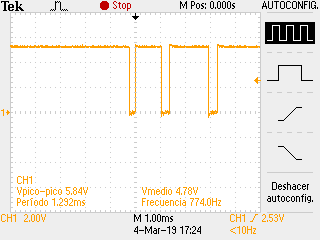 Tek Stop M Pos: 0.000s AUTOCONFIG.
1
CH1
Vpico-pico 5.84V Vmedio 4.78V
Período 1.292ms Frecuencia 774.0Hz
Deshacer
autoconfig.
CH1 2.00V M 1.00ms CH1 2.53V
4-Mar-19 17:24 <10Hz